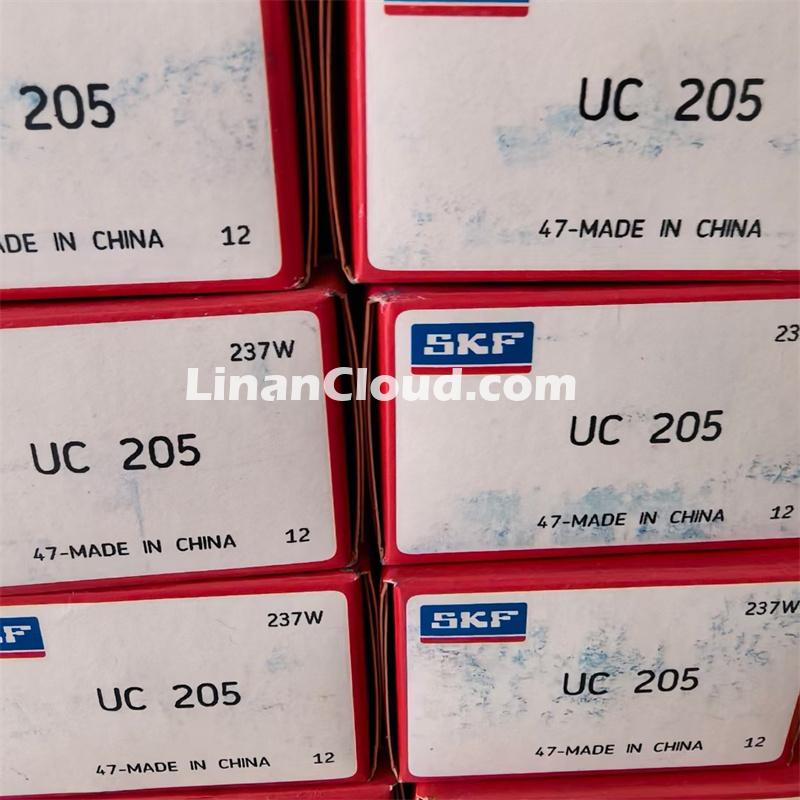 205
UC 205
ADE IN CHINA 12
47-MADE IN CHINA
237W
SKF
23
LinanCloud.com
UC 205
UC 205
47-MADE IN CHINA 12
47-MADE IN CHINA 12
KF
237W
SKF
237W
UC 205
UC 205
47-MADE IN CHINA 12
47-MADE IN CHINA 12